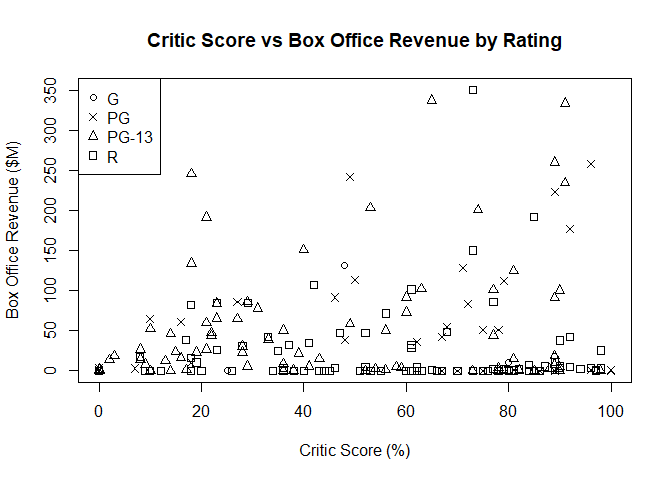 Critic Score vs Box Office Revenue by Rating
Box Office Revenue ($M)
350
300
250
200
150
100
50
0
G
PG
PG-13
R
0 20 40 60 80 100
Critic Score (%)